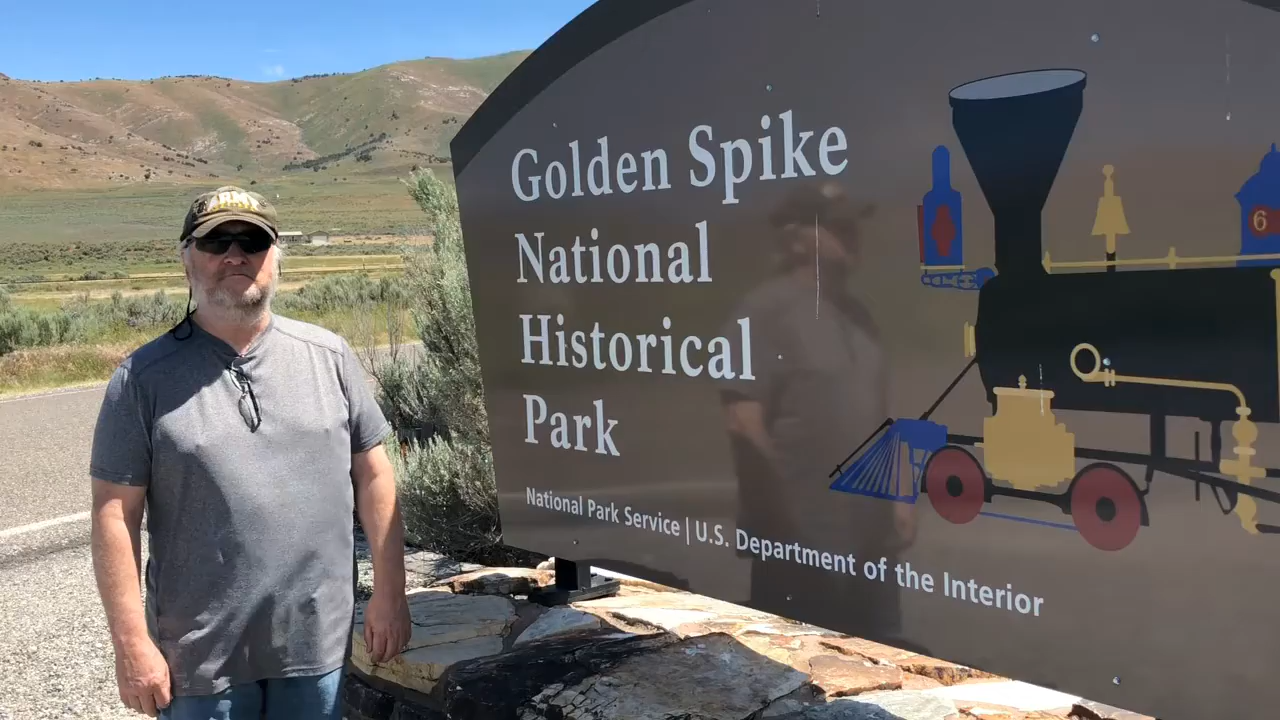 ARMY
Golden Spike
National
Historical
Park
National Park Service | U.S. Department of the Interior
6